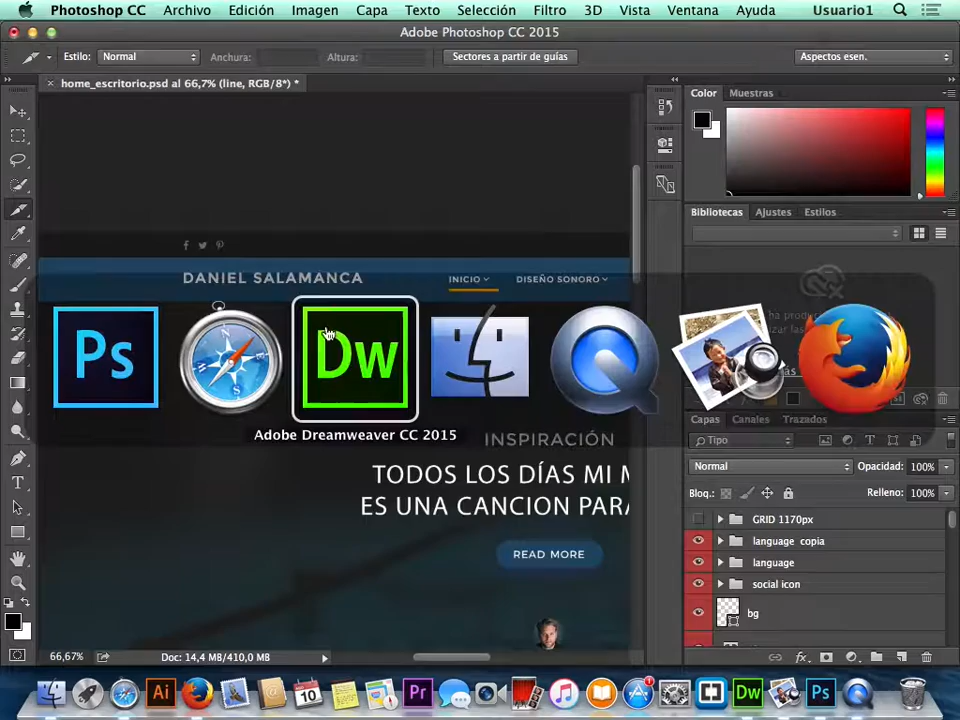 Photoshop CC Archivo Edición Imagen Capa Texto Selección Filtro 3D Vista Ventana Ayuda Usuario1
Adobe Photoshop CC 2015
Estilo: Normal Anchura: Altura: Sectores a partir de guías Aspectos esen.
home_escritorio.psd al 66,7% (line, RGB/8*) *
Color Muestras
Bibliotecas Ajustes Estilos
DANIEL SALAMANCA INICIO DISEÑO SONORO
Ps Dw
Adobe Dreamweaver CC 2015
INSPIRACIÓN
TODOS LOS DÍAS MI M
ES UNA CANCION PARA
READ MORE
Capas Canales Trazados
Tipo
Normal Opacidad: 100%
Bloq.: Relleno: 100%
GRID 1170px
language copia
language
social icon
bg
66,67% Doc: 14,4 MB/410,0 MB
Ai 10 Pr 1 Dw Ps